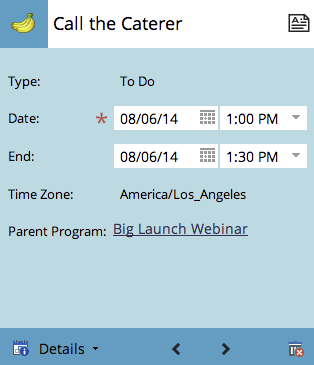 Call the Caterer
Type: To Do
Date: * 08/06/14 1:00 PM
End: 08/06/14 1:30 PM
Time Zone: America/Los_Angeles
Parent Program: Big Launch Webinar
Details